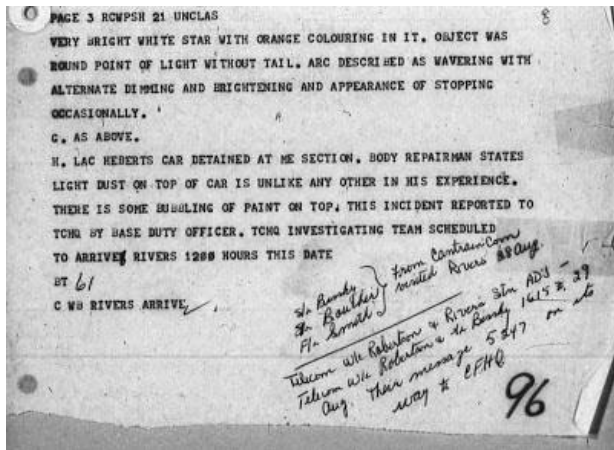 PAGE 3 RCWPSH 21 UNCLAS
8
VERY BRIGHT WHITE STAR WITH ORANGE COLOURING IN IT. OBJECT WAS
ROUND POINT OF LIGHT WITHOUT TAIL. ARC DESCRIBED AS WAVERING WITH
ALTERNATE DIMMING AND BRIGHTENING AND APPEARANCE OF STOPPING
OCCASIONALLY.
G. AS ABOVE.
H. LAC HEBERTS CAR DETAINED AT ME SECTION. BODY REPAIRMAN STATES
LIGHT DUST ON TOP OF CAR IS UNLIKE ANY OTHER IN HIS EXPERIENCE.
THERE IS SOME BUBBLING OF PAINT ON TOP. THIS INCIDENT REPORTED TO
TCHQ BY BASE DUTY OFFICER. TCHQ INVESTIGATING TEAM SCHEDULED
TO ARRIVE RIVERS 1200 HOURS THIS DATE
BT 61
C WB RIVERS ARRIVE
S/L Bundy
S/L
F/L Smith
From Cantraincom
visited Rivers 28 Aug.
Telecom W/C Robertson & Rivers Stn ADJ -
Telecom W/C Robertson & S/L Bundy 1615 Z, 29
Aug. Their message 5247 on its
way to CFHQ
96